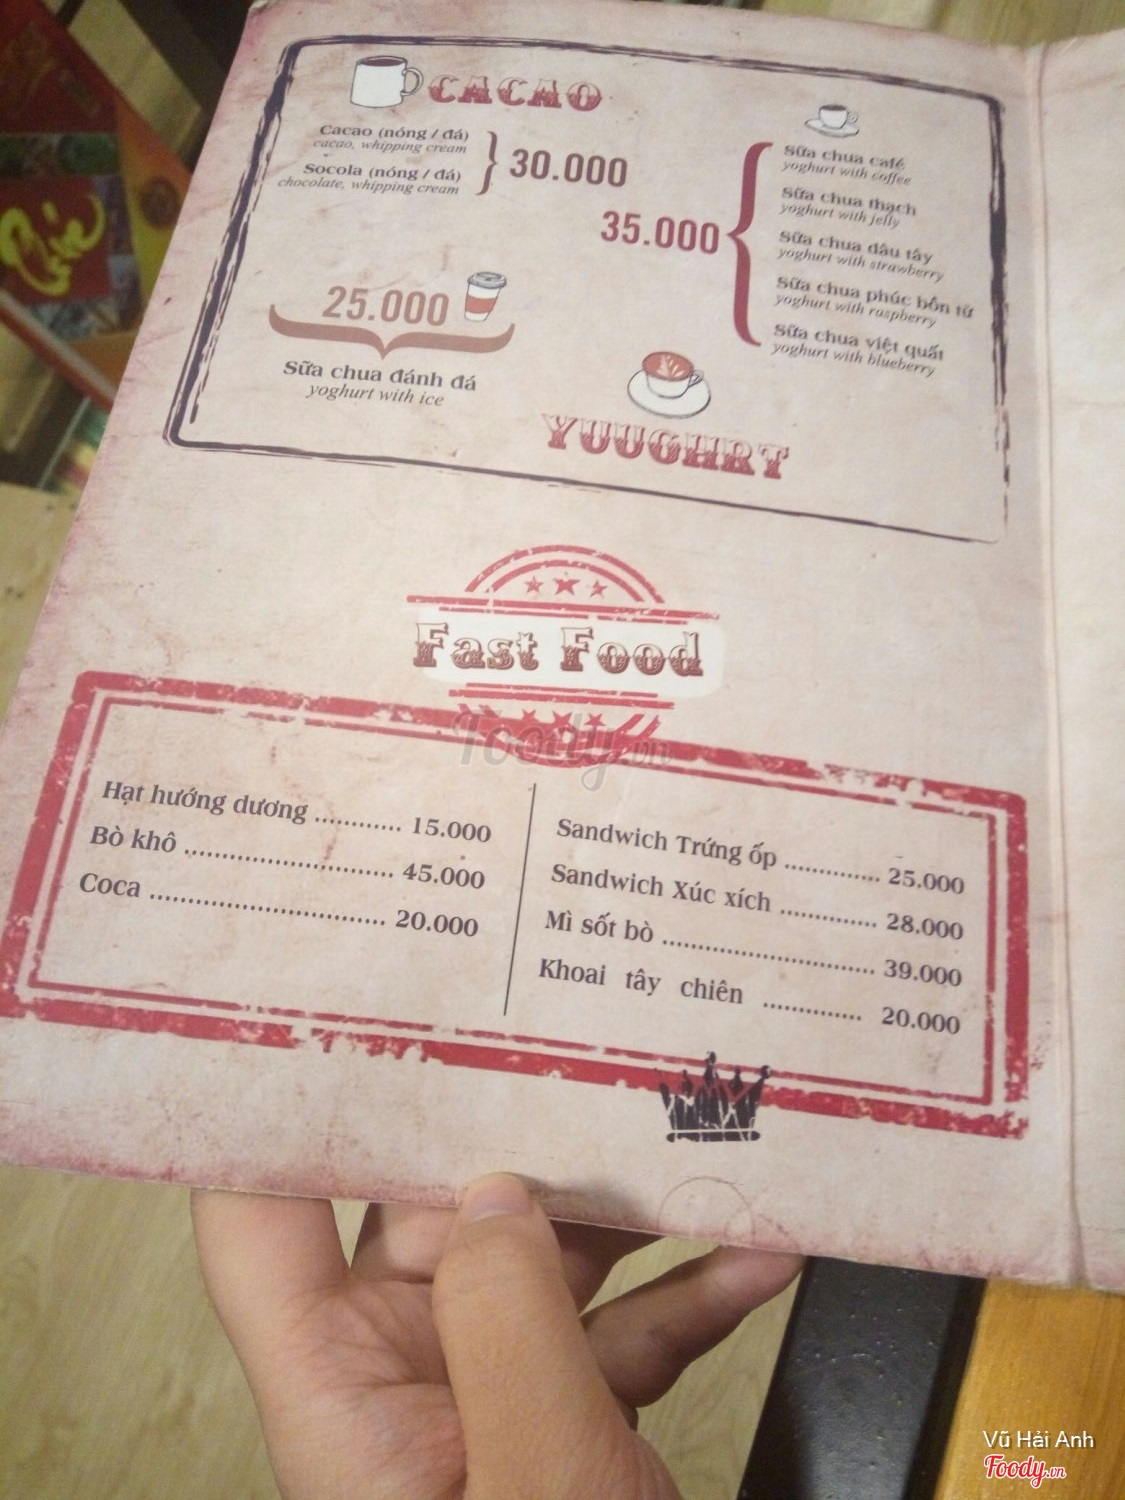 CACAO
Cacao (nóng / đá)
cacao, whipping cream
Socola (nóng / đá)
chocolate, whipping cream
30.000
35.000
Sữa chua café
yoghurt with coffee
Sữa chua thạch
yoghurt with jelly
Sữa chua dâu tây
yoghurt with strawberry
Sữa chua phúc bồn tử
yoghurt with raspberry
Sữa chua việt quất
yoghurt with blueberry
25.000
Sữa chua đánh đá
yoghurt with ice
YUUGHRT
Fast Food
Foody.vn
Hạt hướng dương ............ 15.000
Bò khô .............................. 45.000
Coca .................................. 20.000
Sandwich Trứng ốp .............. 25.000
Sandwich Xúc xích .............. 28.000
Mì sốt bò ............................... 39.000
Khoai tây chiên .............. 20.000
Vũ Hải Anh
Foody.vn